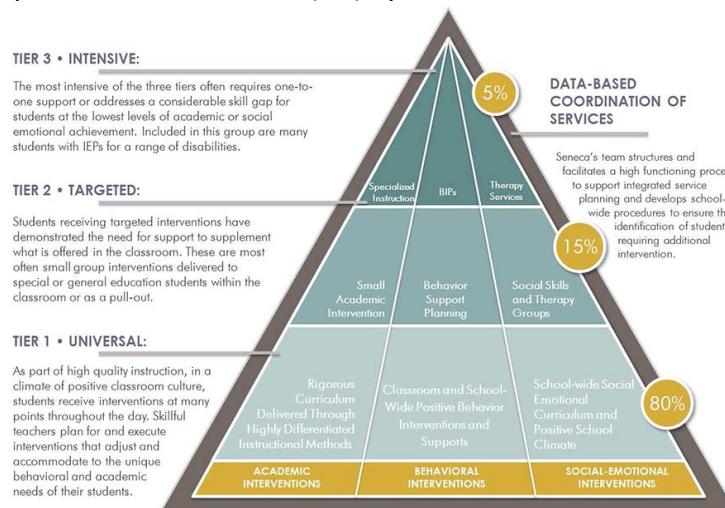 TIER 3 • INTENSIVE:
The most intensive of the three tiers often requires one-to-
one support or addresses a considerable skill gap for
students at the lowest levels of academic or social
emotional achievement. Included in this group are many
students with IEPs for a range of disabilities.
TIER 2 • TARGETED:
Students receiving targeted interventions have
demonstrated the need for support to supplement
what is offered in the classroom. These are most
often small group interventions delivered to
special or general education students within the
classroom or as a pull-out.
TIER 1 • UNIVERSAL:
As part of high quality instruction, in a
climate of positive classroom culture,
students receive interventions at many
points throughout the day. Skillful
teachers plan for and execute
interventions that adjust and
accommodate to the unique
behavioral and academic
needs of their students.
5%
Specialized
Instruction
BIPs
Therapy
Services
15%
Small
Academic
Intervention
Behavior
Support
Planning
Social Skills
and Therapy
Groups
80%
Rigorous
Curriculum
Delivered Through
Highly Differentiated
Instructional Methods
Classroom and School-
Wide Positive Behavior
Interventions and
Supports
School-wide Social
Emotional
Curriculum and
Positive School
Climate
ACADEMIC
INTERVENTIONS
BEHAVIORAL
INTERVENTIONS
SOCIAL-EMOTIONAL
INTERVENTIONS
DATA-BASED
COORDINATION OF
SERVICES
Seneca's team structures and
facilitates a high functioning proce
to support integrated service
planning and develops school-
wide procedures to ensure th
identification of student
requiring additional
intervention.